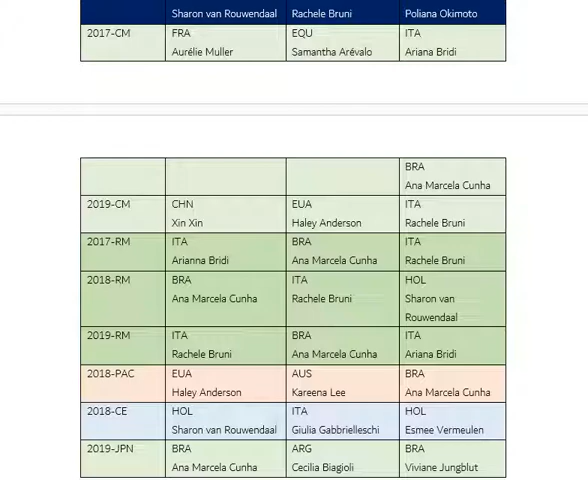 Sharon van Rouwendaal Rachele Bruni Poliana Okimoto
2017-CM FRA EQU ITA
Aurélie Muller Samantha Arévalo Ariana Bridi
BRA
Ana Marcela Cunha
2019-CM CHN EUA ITA
Xin Xin Haley Anderson Rachele Bruni
2017-RM ITA BRA ITA
Arianna Bridi Ana Marcela Cunha Rachele Bruni
2018-RM BRA ITA HOL
Ana Marcela Cunha Rachele Bruni Sharon van
Rouwendaal
2019-RM ITA BRA ITA
Rachele Bruni Ana Marcela Cunha Ariana Bridi
2018-PAC EUA AUS BRA
Haley Anderson Kareena Lee Ana Marcela Cunha
2018-CE HOL ITA HOL
Sharon van Rouwendaal Giulia Gabbrielleschi Esmee Vermeulen
2019-JPN BRA ARG BRA
Ana Marcela Cunha Cecilia Biagioli Viviane Jungblut